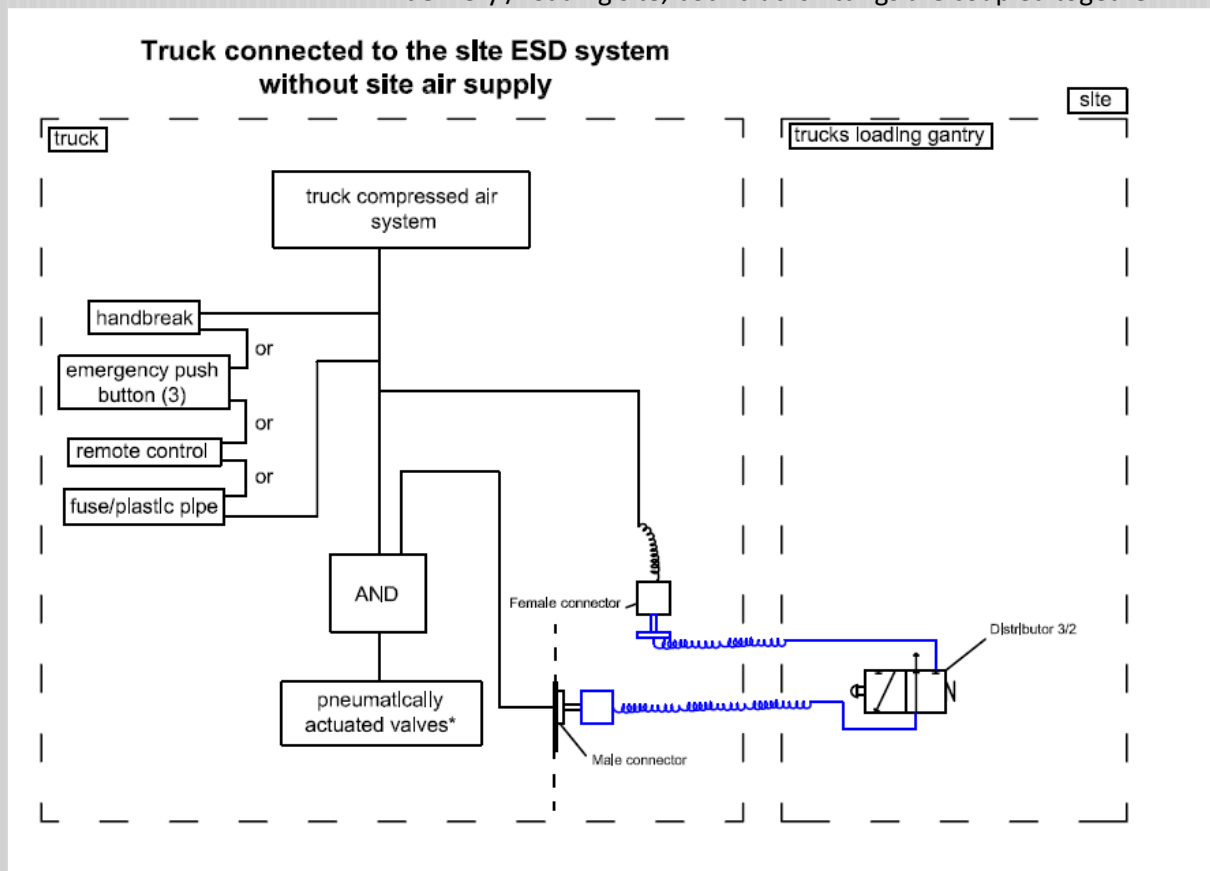 Truck connected to the site ESD system
without site air supply
site
truck
trucks loading gantry
truck compressed air
system
handbreak
or
emergency push
button (3)
or
remote control
or
fuse/plastic pipe
AND
Female connector
Distributor 3/2
pneumatically
actuated valves*
Male connector